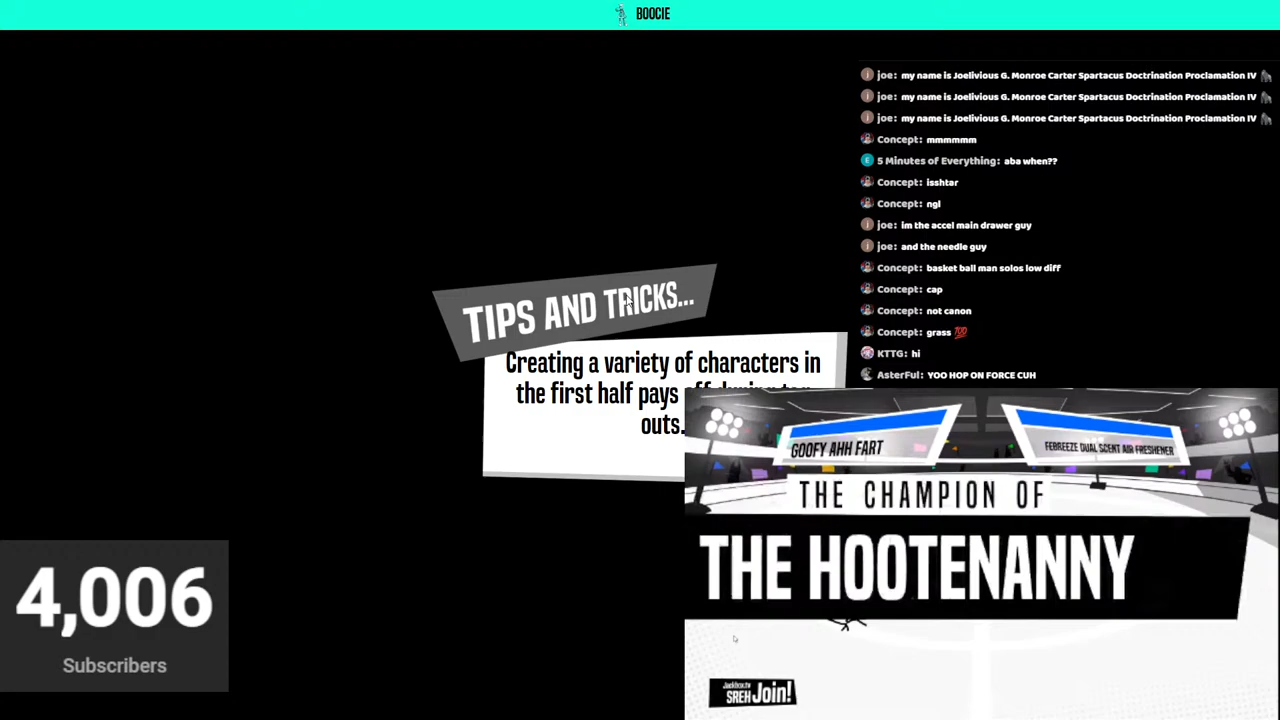 BOOCIE
joe: my name is Joelivious G. Monroe Carter Spartacus Doctrination Proclamation IV
joe: my name is Joelivious G. Monroe Carter Spartacus Doctrination Proclamation IV
joe: my name is Joelivious G. Monroe Carter Spartacus Doctrination Proclamation IV
Concept: mmmmmm
5 Minutes of Everything: aba when??
Concept: isshtar
Concept: ngl
joe: im the accel main drawer guy
joe: and the needle guy
Concept: basket ball man solos low diff
Concept: cap
Concept: not canon
Concept: grass 💯
KTTG: hi
AsterFul: YOO HOP ON FORCE CUH
TIPS AND TRICKS...
Creating a variety of characters in
the first half pays
outs.
GOOFY AHH FART
FEBREEZE DUAL SCENT AIR FRESHENER
THE CHAMPION OF
THE HOOTENANNY
Jackbox.tv
SREH Join!
4,006
Subscribers